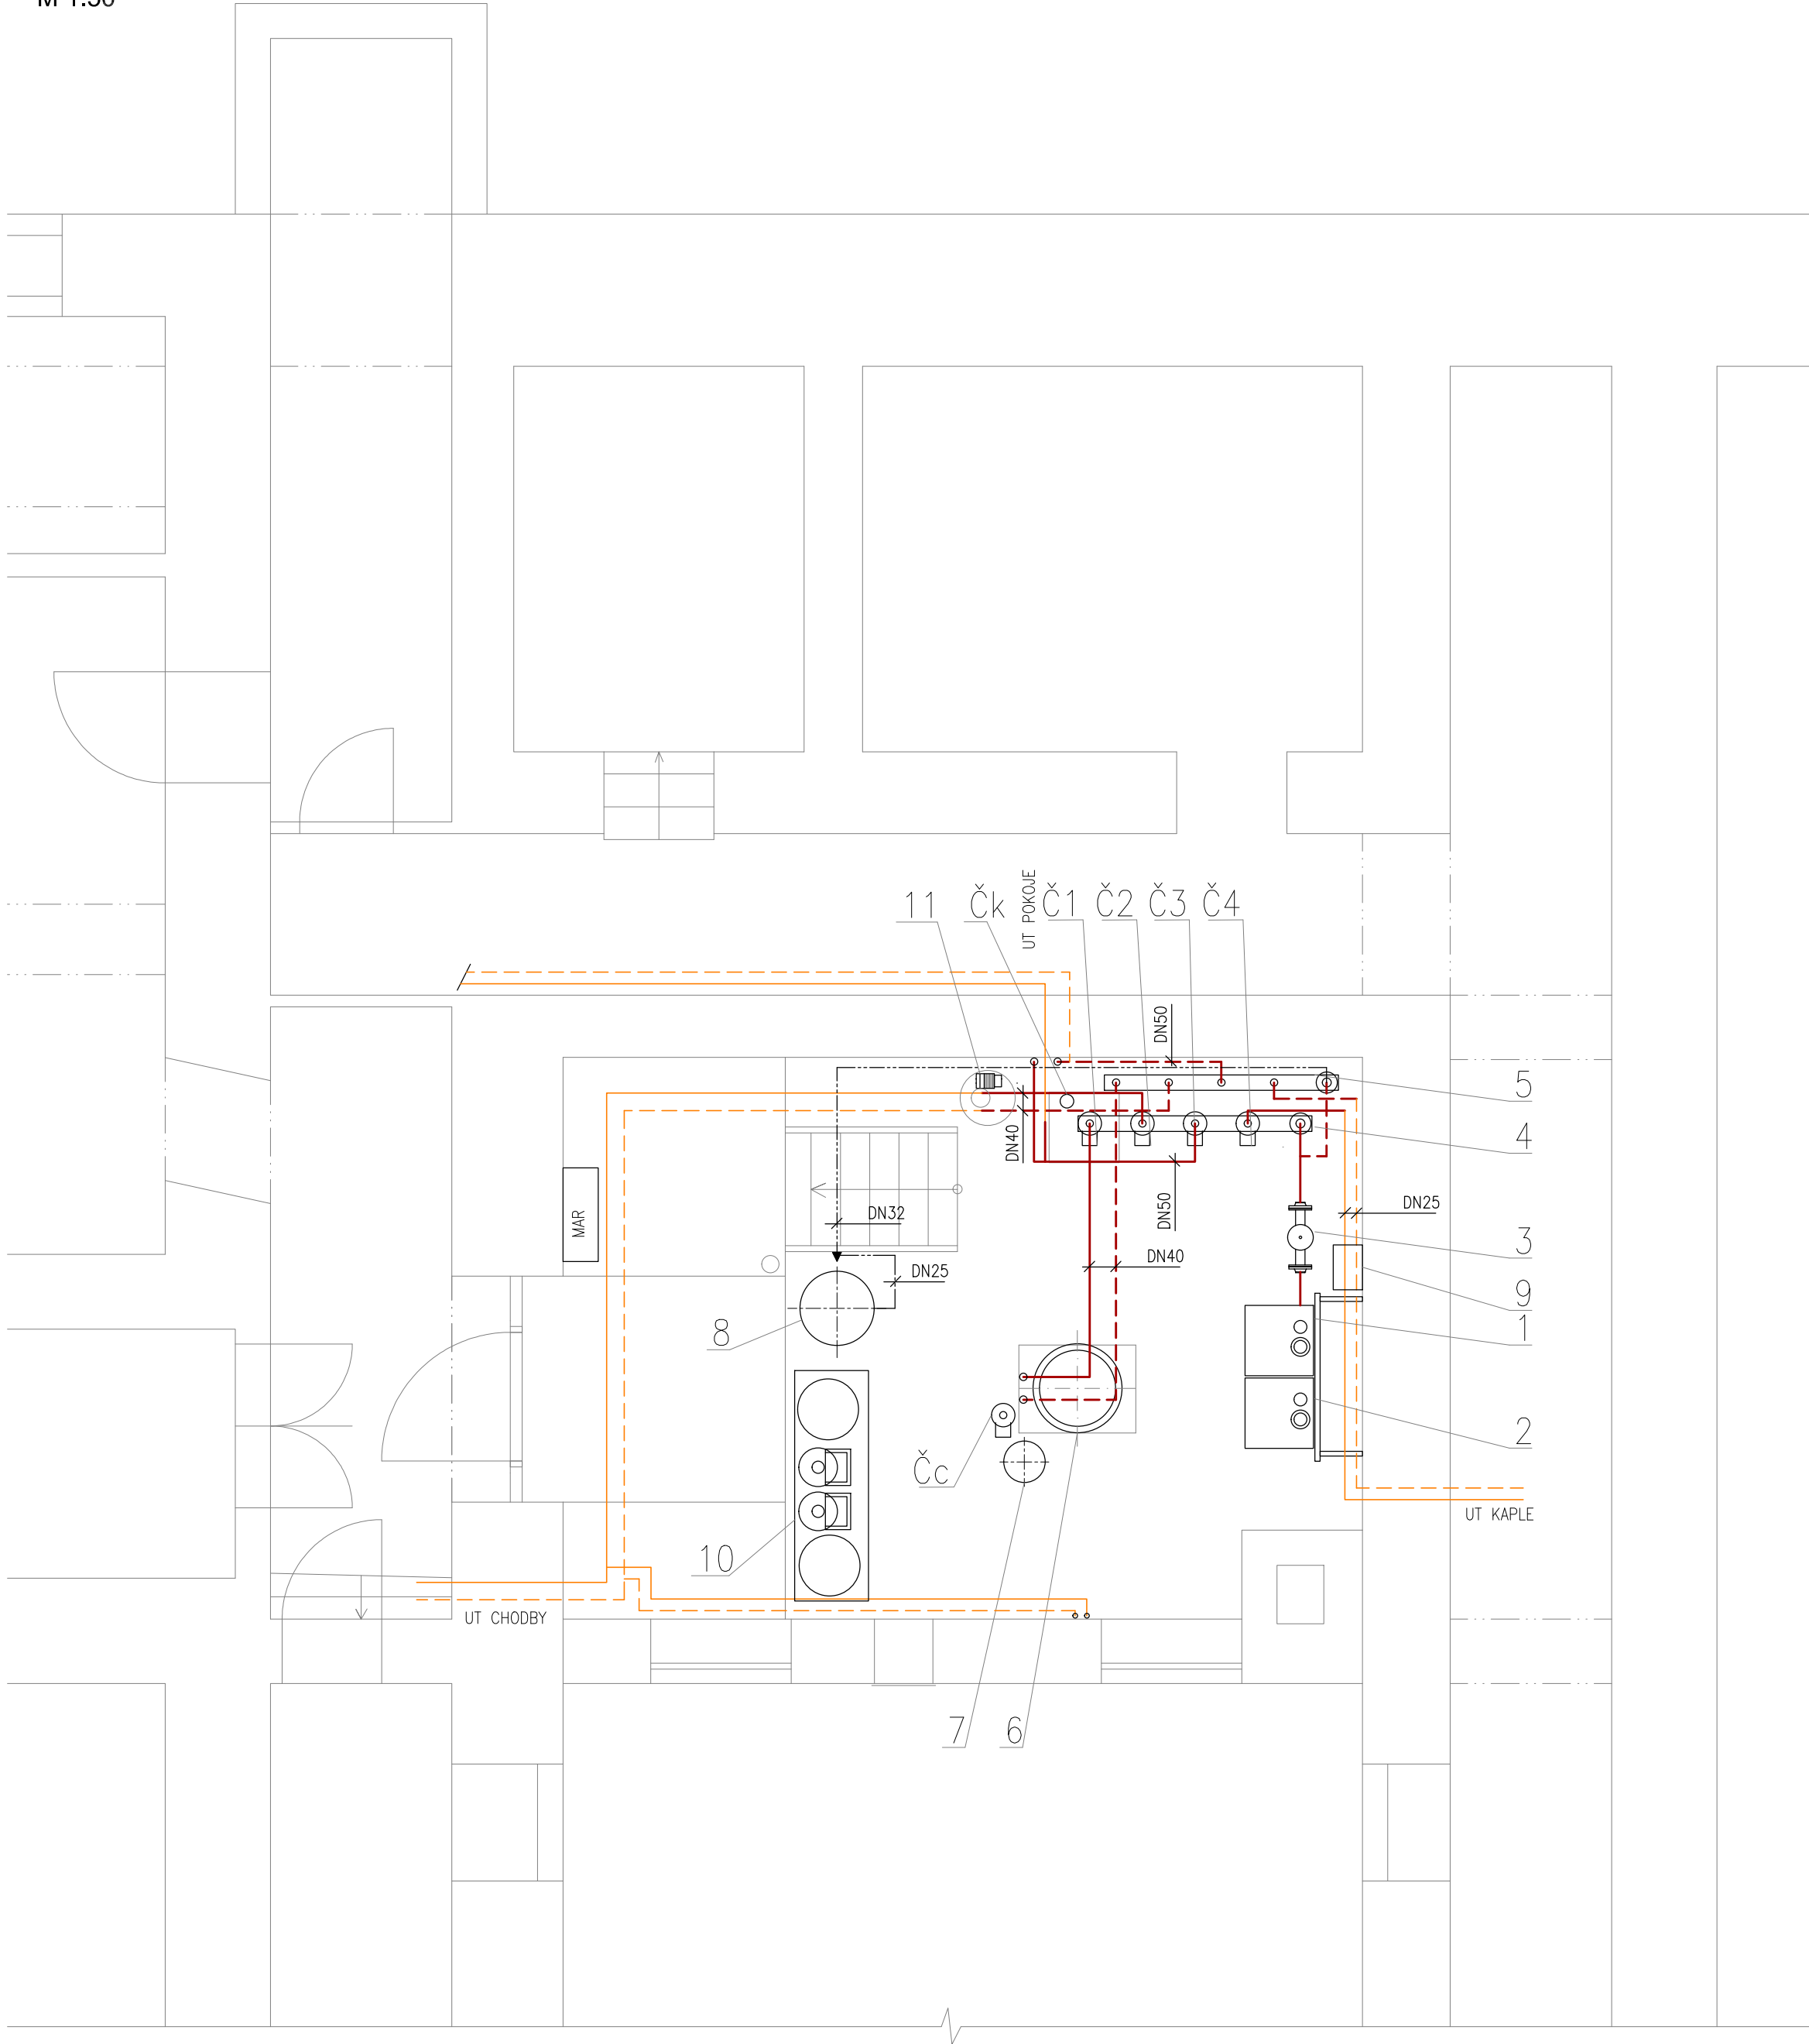 M 1:50
11
Čk
UT POKOJE
Č1
Č2
Č3
Č4
DN50
5
DN40
4
DN50
DN32
DN25
MAR
3
DN40
DN25
9
8
1
2
Čc
10
UT KAPLE
UT CHODBY
7
6